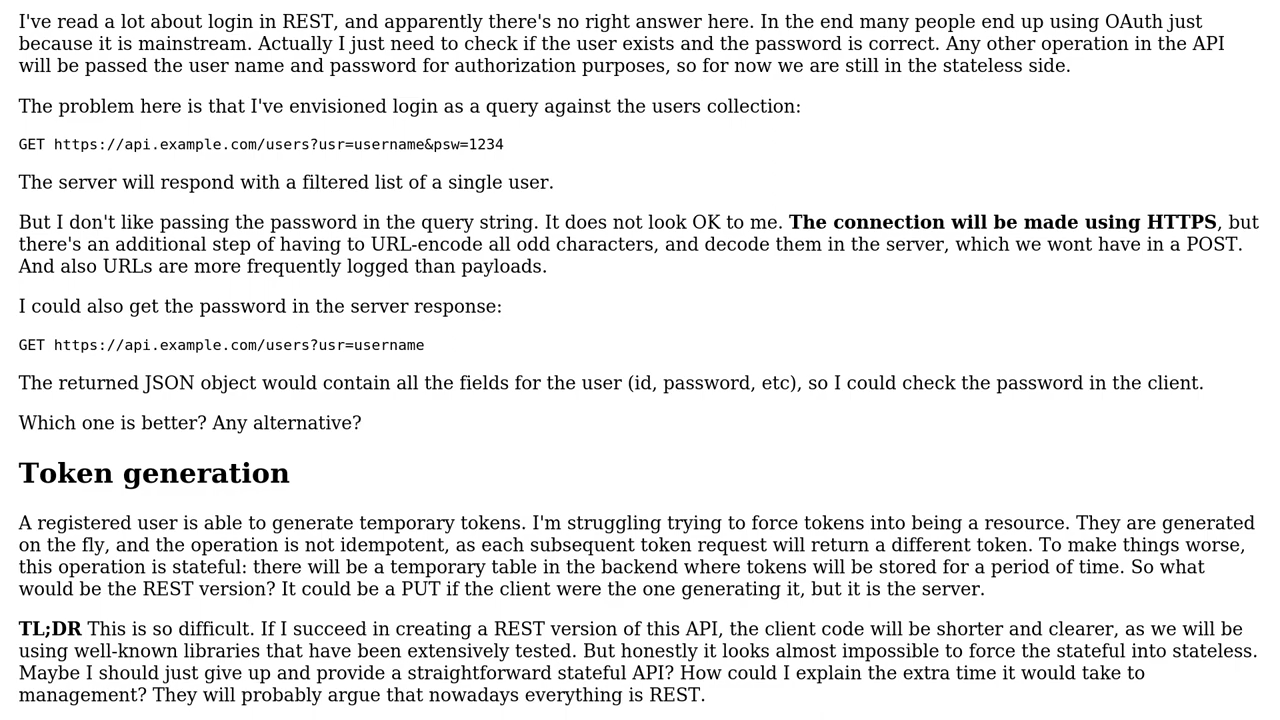 I've read a lot about login in REST, and apparently there's no right answer here. In the end many people end up using OAuth just
because it is mainstream. Actually I just need to check if the user exists and the password is correct. Any other operation in the API
will be passed the user name and password for authorization purposes, so for now we are still in the stateless side.
The problem here is that I've envisioned login as a query against the users collection:
GET https://api.example.com/users?usr=username&psw=1234
The server will respond with a filtered list of a single user.
But I don't like passing the password in the query string. It does not look OK to me. The connection will be made using HTTPS, but
there's an additional step of having to URL-encode all odd characters, and decode them in the server, which we wont have in a POST.
And also URLs are more frequently logged than payloads.
I could also get the password in the server response:
GET https://api.example.com/users?usr=username
The returned JSON object would contain all the fields for the user (id, password, etc), so I could check the password in the client.
Which one is better? Any alternative?
Token generation
A registered user is able to generate temporary tokens. I'm struggling trying to force tokens into being a resource. They are generated
on the fly, and the operation is not idempotent, as each subsequent token request will return a different token. To make things worse,
this operation is stateful: there will be a temporary table in the backend where tokens will be stored for a period of time. So what
would be the REST version? It could be a PUT if the client were the one generating it, but it is the server.
TL;DR This is so difficult. If I succeed in creating a REST version of this API, the client code will be shorter and clearer, as we will be
using well-known libraries that have been extensively tested. But honestly it looks almost impossible to force the stateful into stateless.
Maybe I should just give up and provide a straightforward stateful API? How could I explain the extra time it would take to
management? They will probably argue that nowadays everything is REST.